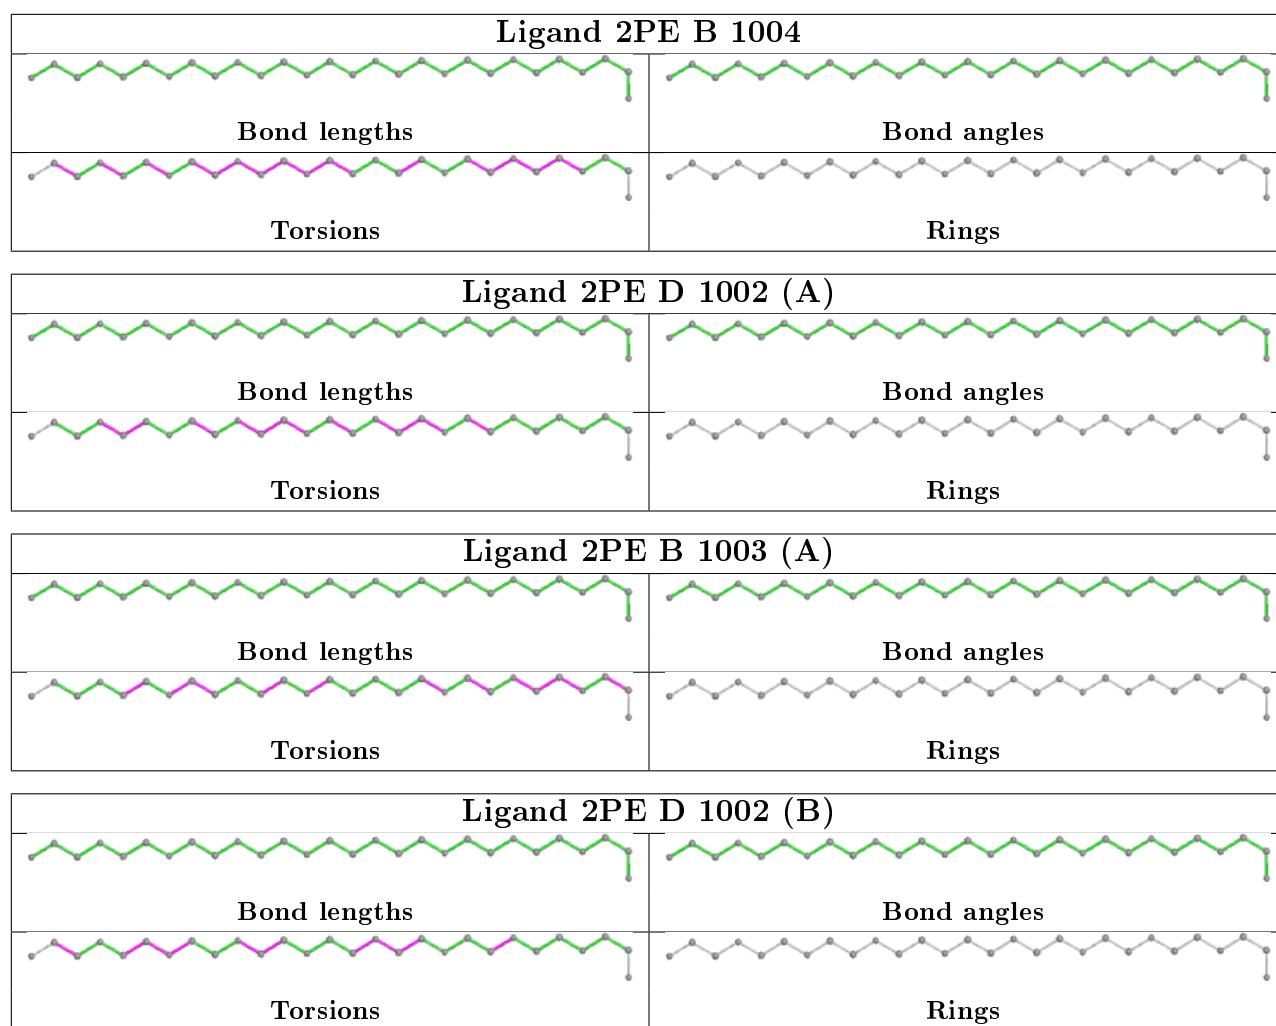 Ligand 2PE B 1004
Bond lengths
Bond angles
Torsions
Rings
Ligand 2PE D 1002 (A)
Bond lengths
Bond angles
Torsions
Rings
Ligand 2PE B 1003 (A)
Bond lengths
Bond angles
Torsions
Rings
Ligand 2PE D 1002 (B)
Bond lengths
Bond angles
Torsions
Rings